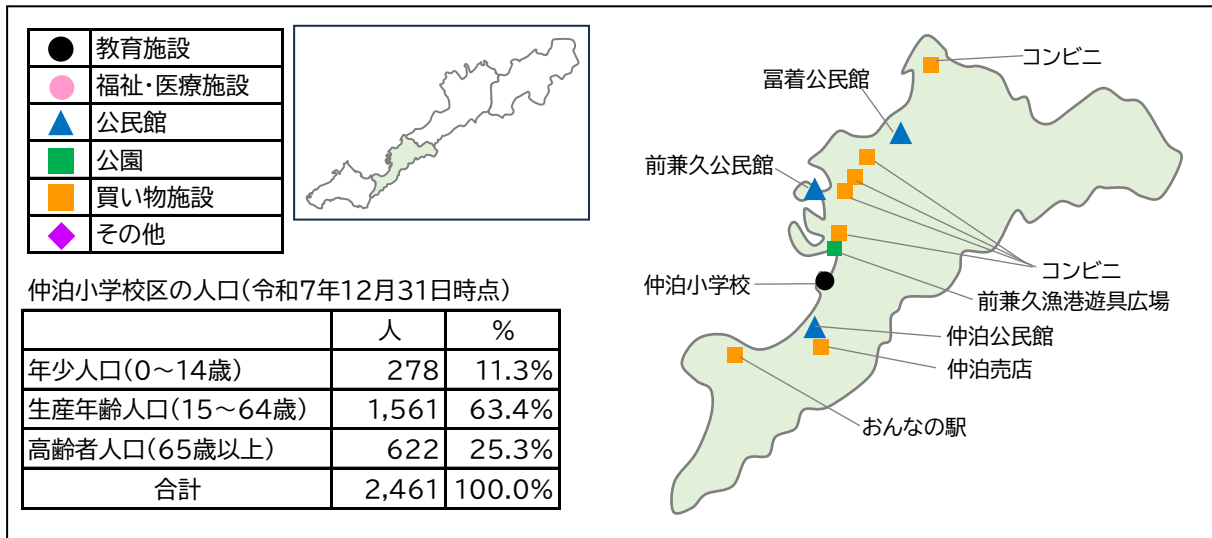 教育施設
福祉・医療施設
公民館
公園
買い物施設
その他
仲泊小学校区の人口(令和7年12月31日時点)
人 %
年少人口(0～14歳) 278 11.3%
生産年齢人口(15～64歳) 1,561 63.4%
高齢者人口(65歳以上) 622 25.3%
合計 2,461 100.0%
コンビニ
冨着公民館
前兼久公民館
コンビニ
仲泊小学校
前兼久漁港遊具広場
仲泊公民館
仲泊売店
おんなの駅